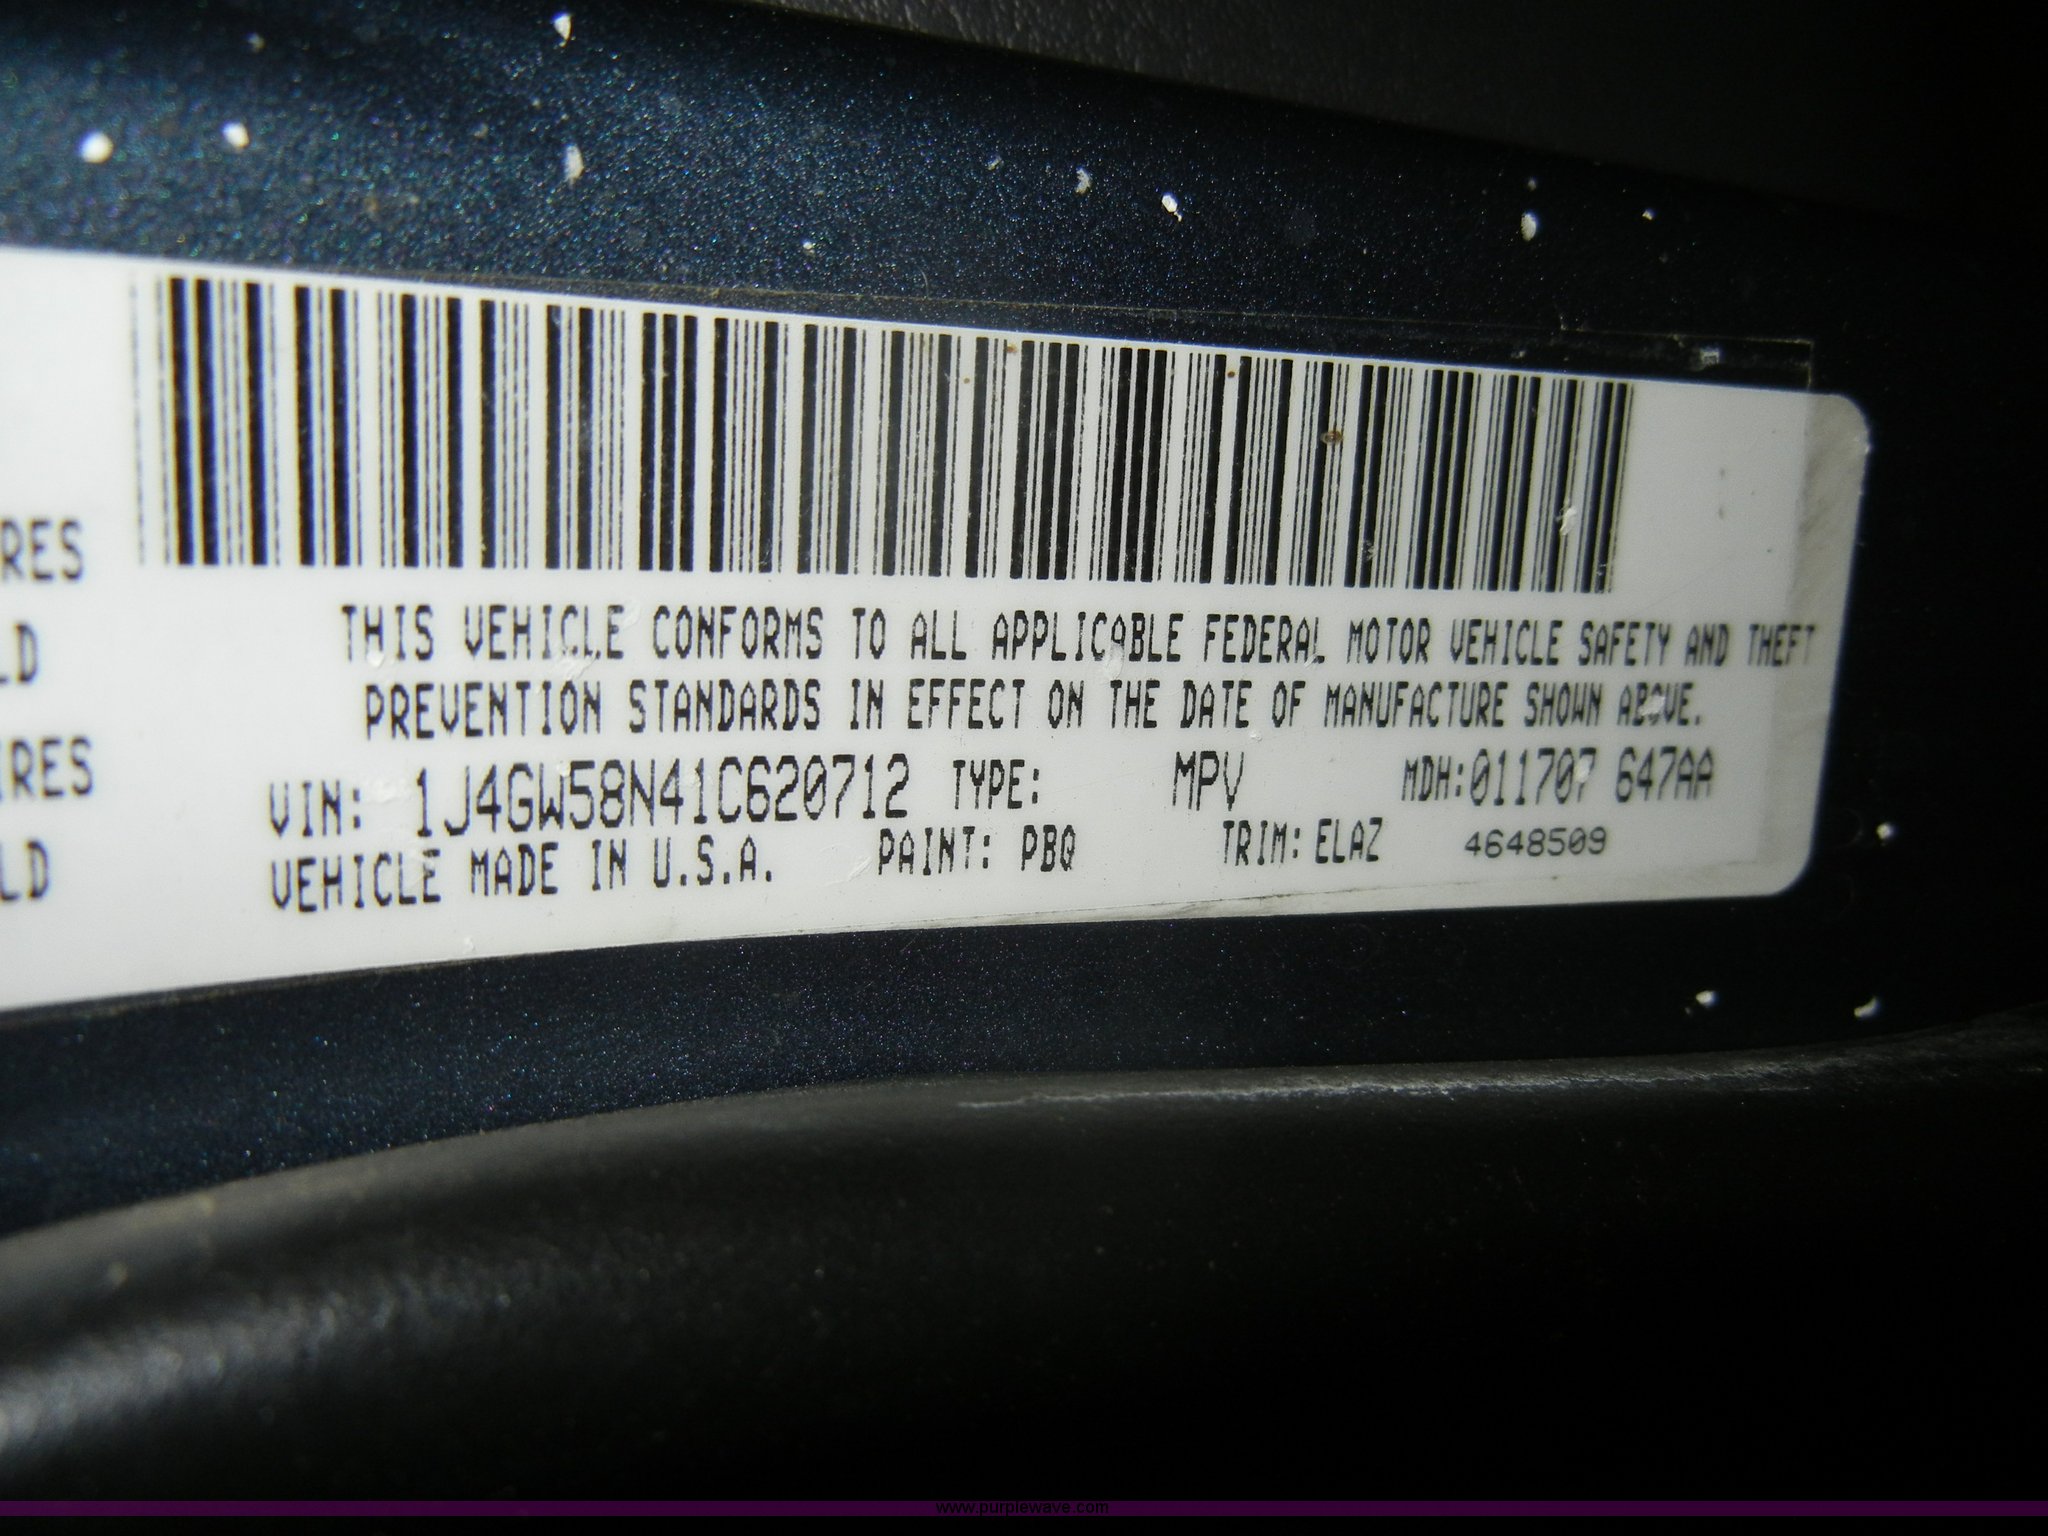 RES
LD
IRES
LD
THIS VEHICLE CONFORMS TO ALL APPLICABLE FEDERAL MOTOR VEHICLE SAFETY AND THEFT
PREVENTION STANDARDS IN EFFECT ON THE DATE OF MANUFACTURE SHOWN ABOVE.
VIN: 1J4GW58N41C620712 TYPE: MPV MDH:011707 647AA
VEHICLE MADE IN U.S.A. PAINT: PBQ TRIM: ELAZ 4648509
www.purplewave.com